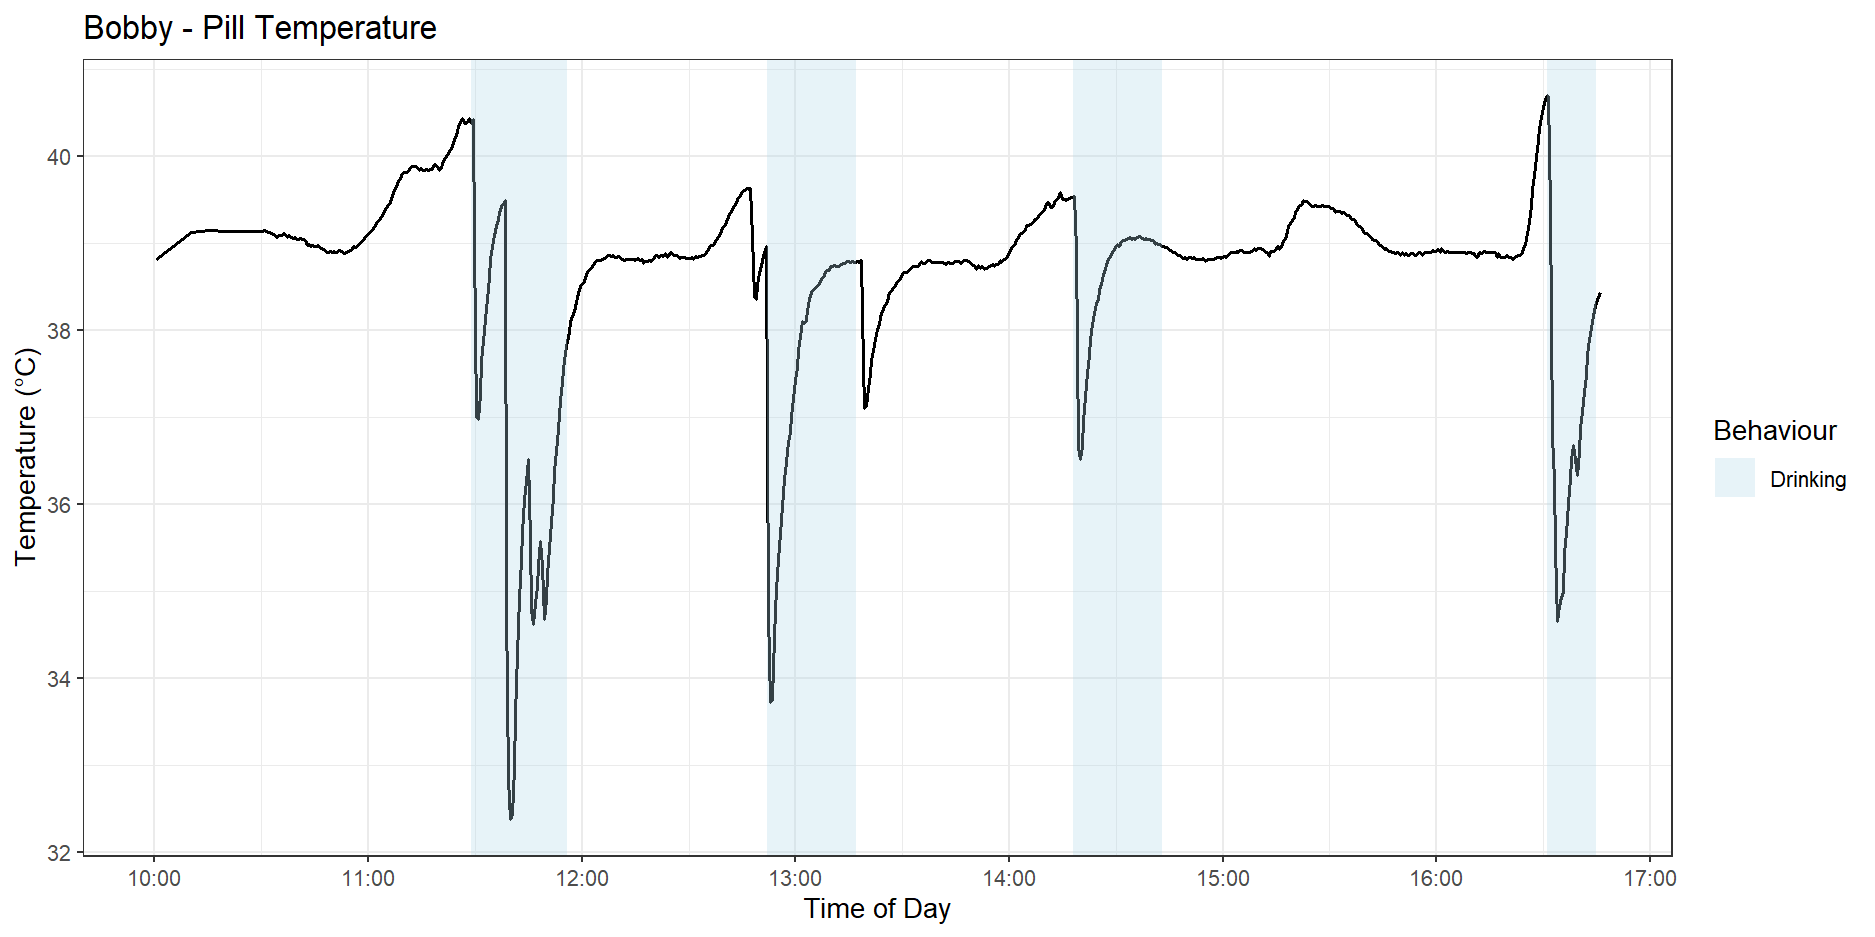 Bobby - Pill Temperature
Temperature (°C)
40
38
36
34
32
10:00 11:00 12:00 13:00 14:00 15:00 16:00 17:00
Time of Day
Behaviour
Drinking